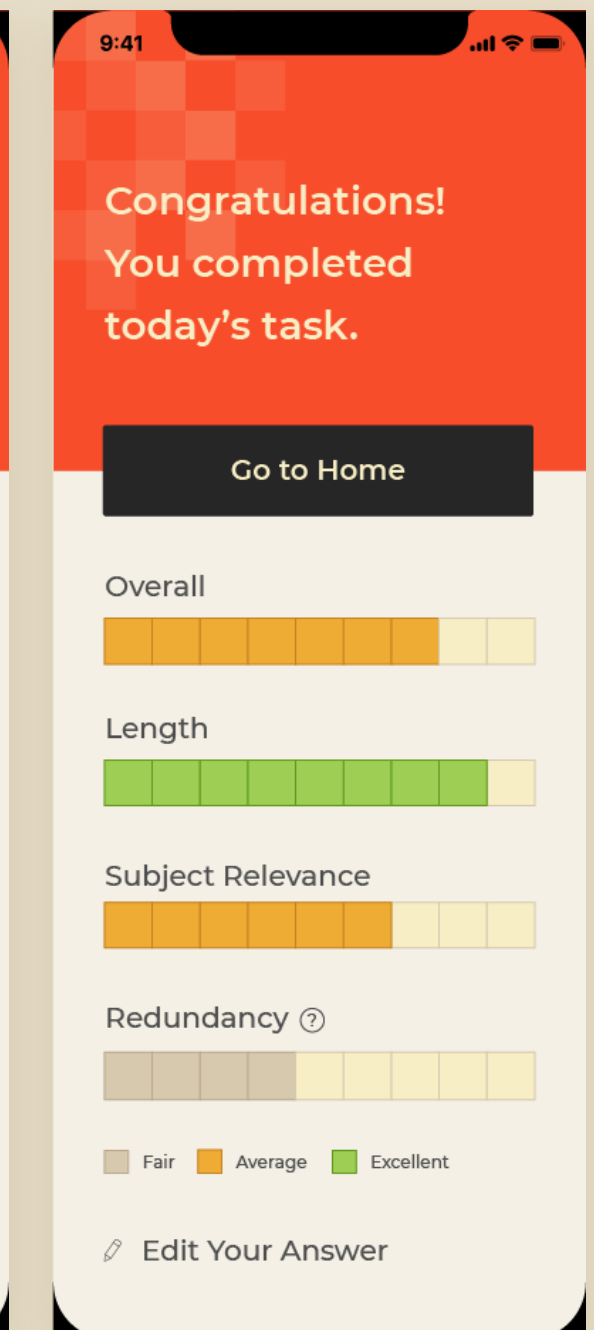 9:41
Congratulations!
You completed
today’s task.
Go to Home
Overall
Length
Subject Relevance
Redundancy ?
Fair Average Excellent
Edit Your Answer